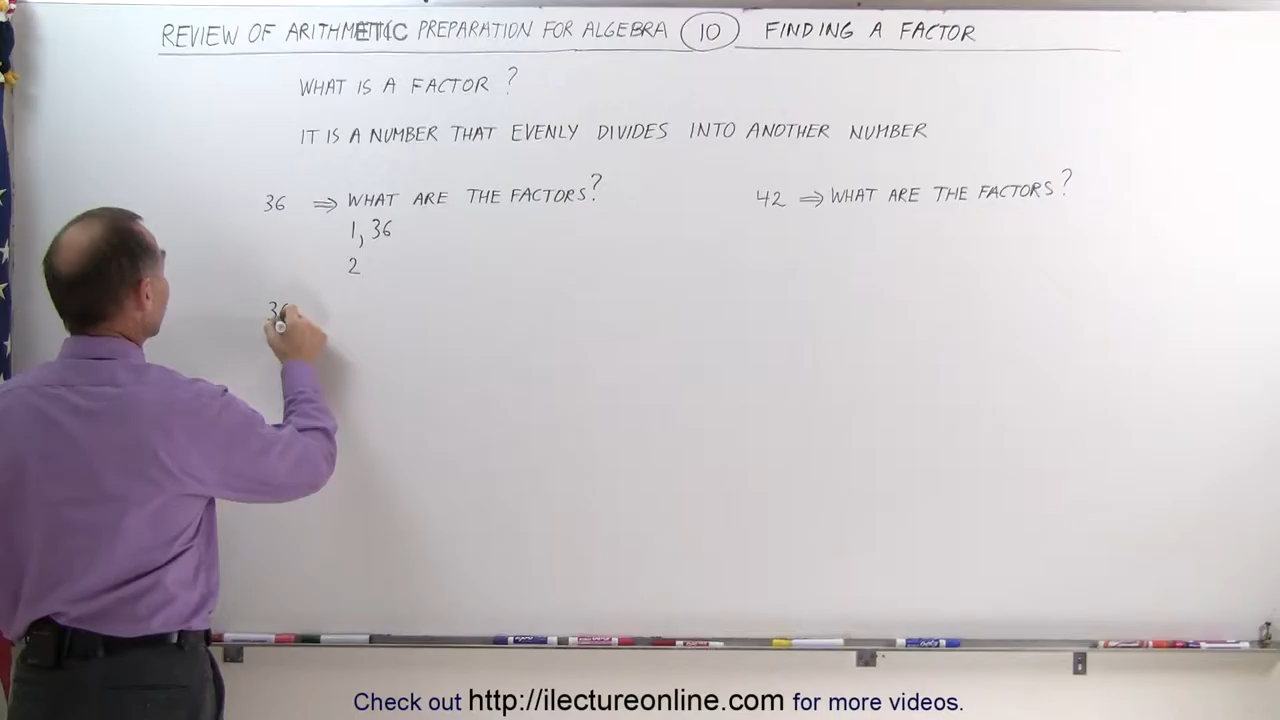 REVIEW OF ARITHMETIC PREPARATION FOR ALGEBRA 10 FINDING A FACTOR
WHAT IS A FACTOR ?
IT IS A NUMBER THAT EVENLY DIVIDES INTO ANOTHER NUMBER
36 ⇒ WHAT ARE THE FACTORS?
1, 36
2
36
42 ⇒ WHAT ARE THE FACTORS?
Check out http://ilectureonline.com for more videos.